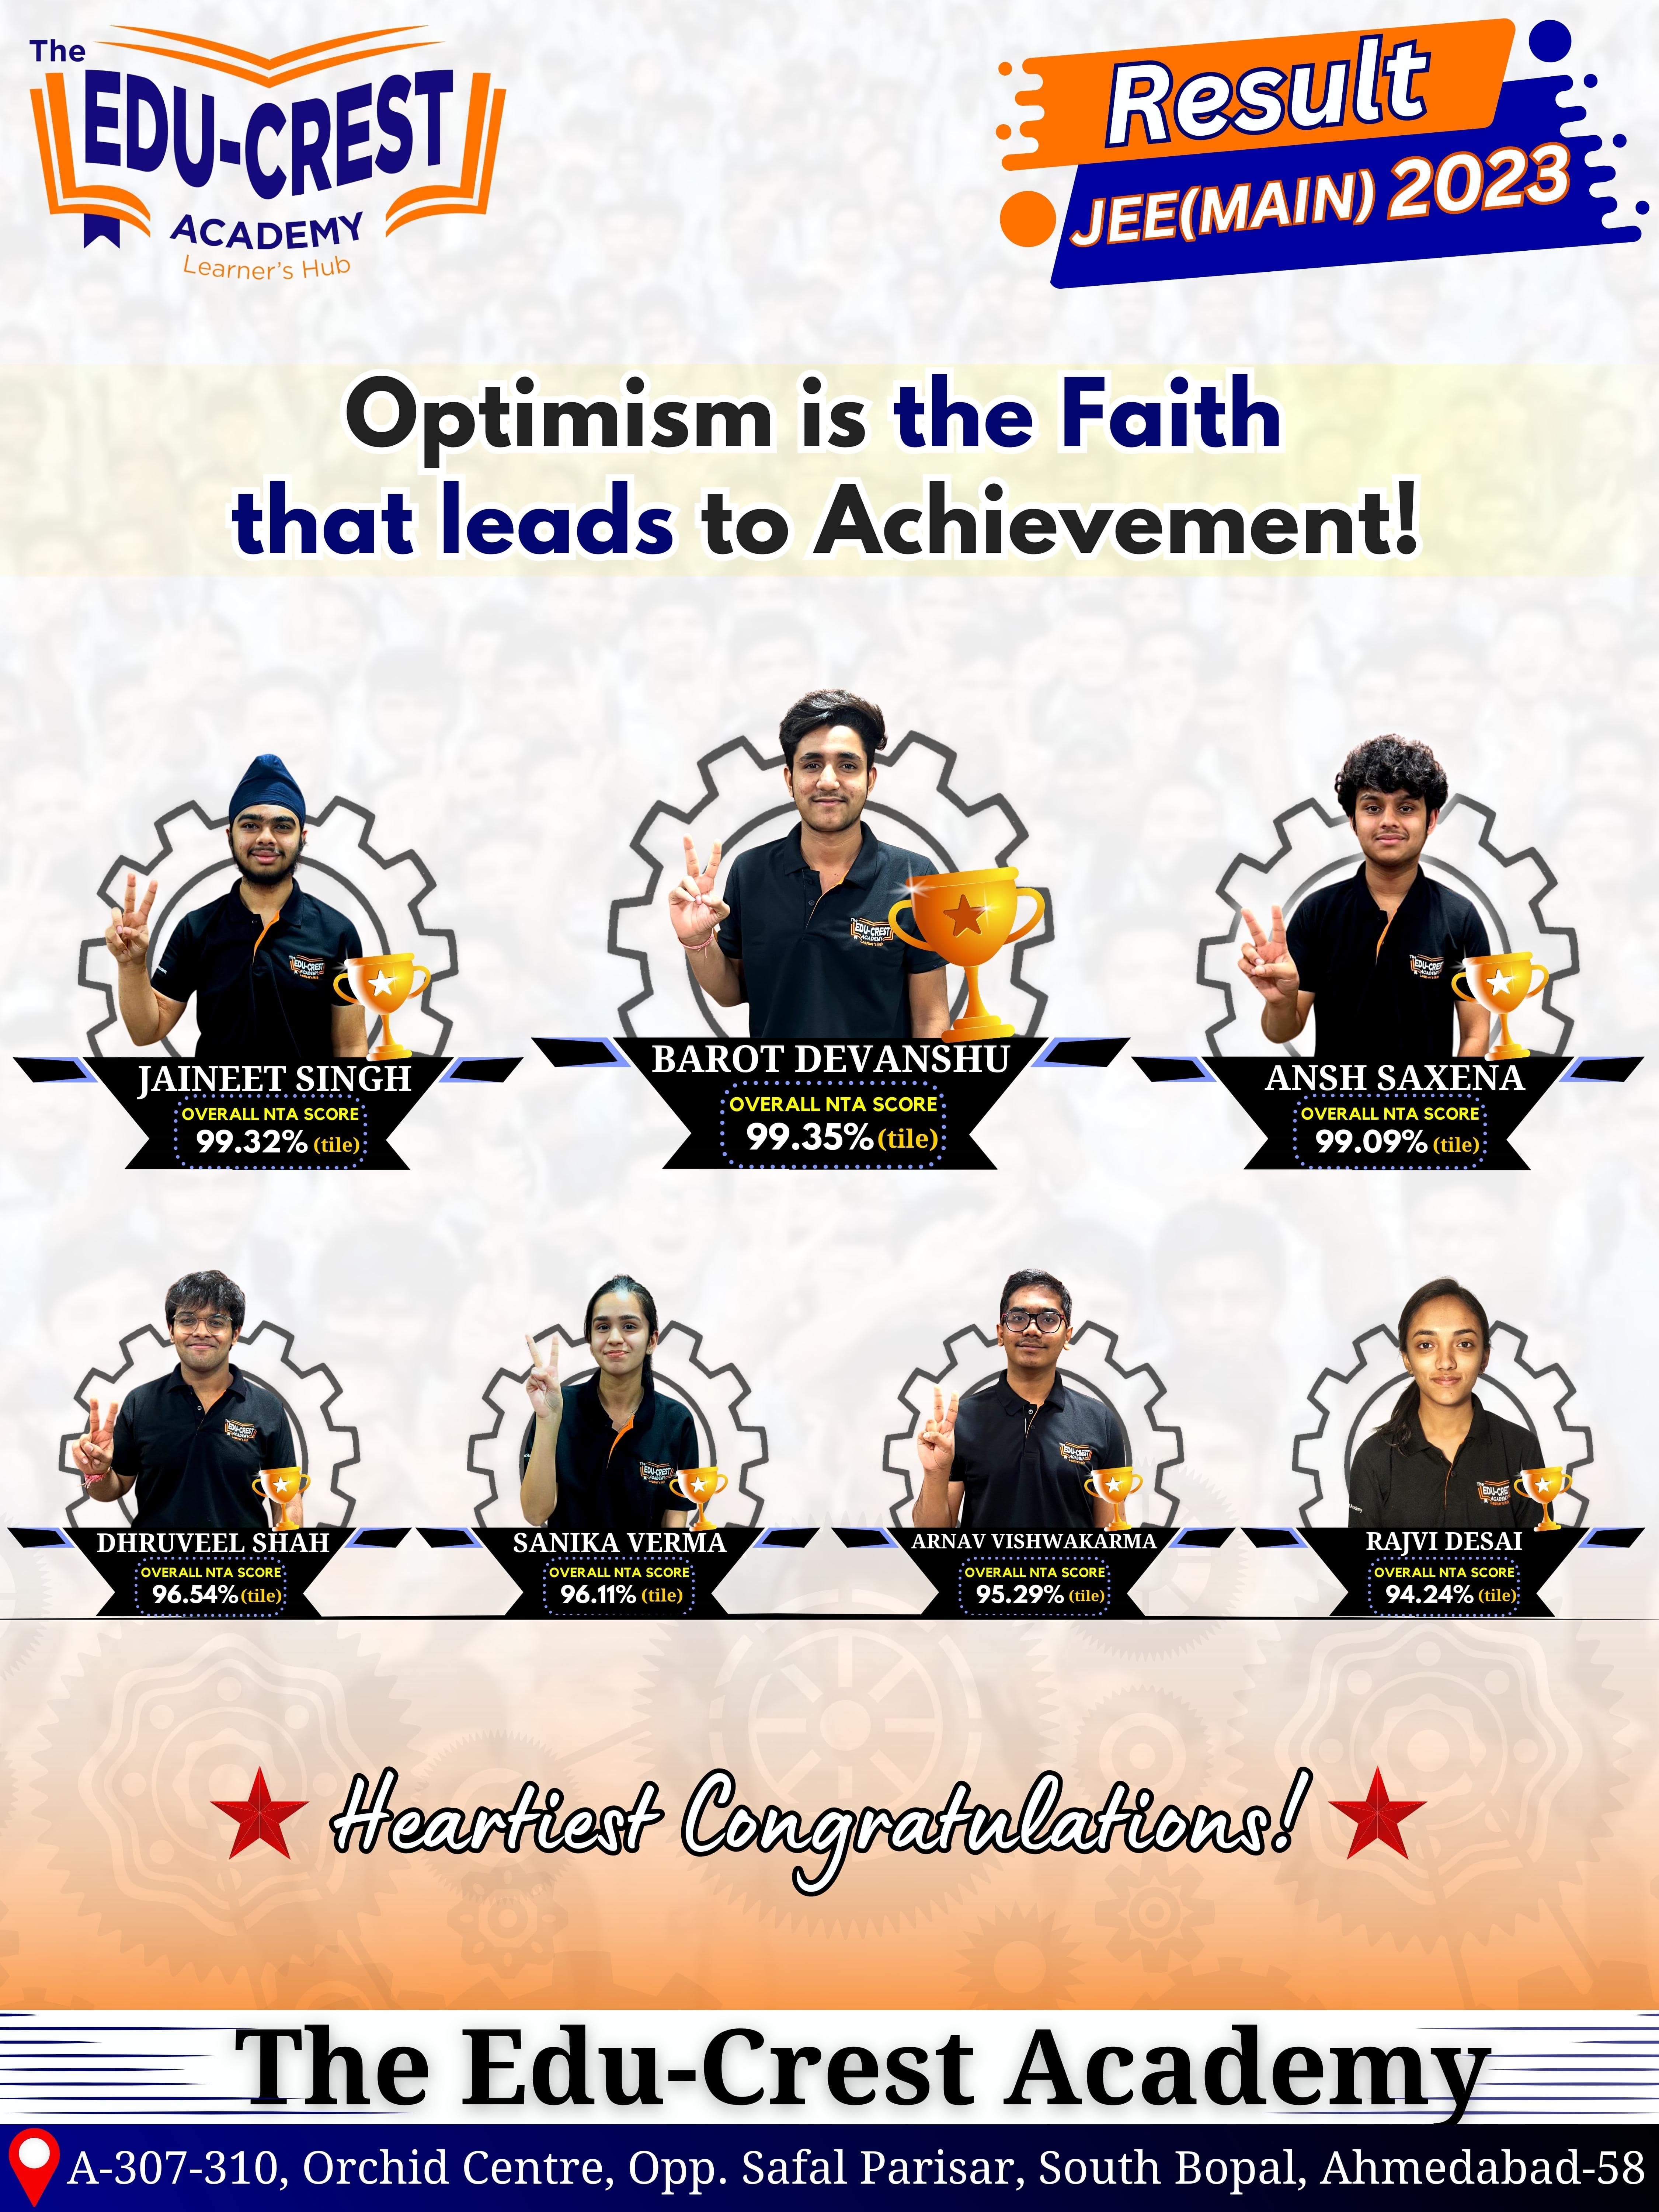 The
EDU-CREST
ACADEMY
Learner's Hub
Result
JEE(MAIN) 2023
Optimism is the Faith
that leads to Achievement!
JAINEET SINGH
OVERALL NTA SCORE
99.32% (tile)
BAROT DEVANSHU
OVERALL NTA SCORE
99.35% (tile)
ANSH SAXENA
OVERALL NTA SCORE
99.09% (tile)
DHRUVEEL SHAH
OVERALL NTA SCORE
96.54% (tile)
SANIKA VERMA
OVERALL NTA SCORE
96.11% (tile)
ARNAV VISHWAKARMA
OVERALL NTA SCORE
95.29% (tile)
RAJVI DESAI
OVERALL NTA SCORE
94.24% (tile)
Heartiest Congratulations!
The Edu-Crest Academy
A-307-310, Orchid Centre, Opp. Safal Parisar, South Bopal, Ahmedabad-58